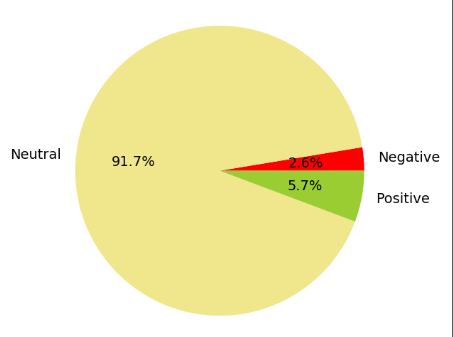 Neutral
91.7%
2.6%
Negative
5.7%
Positive